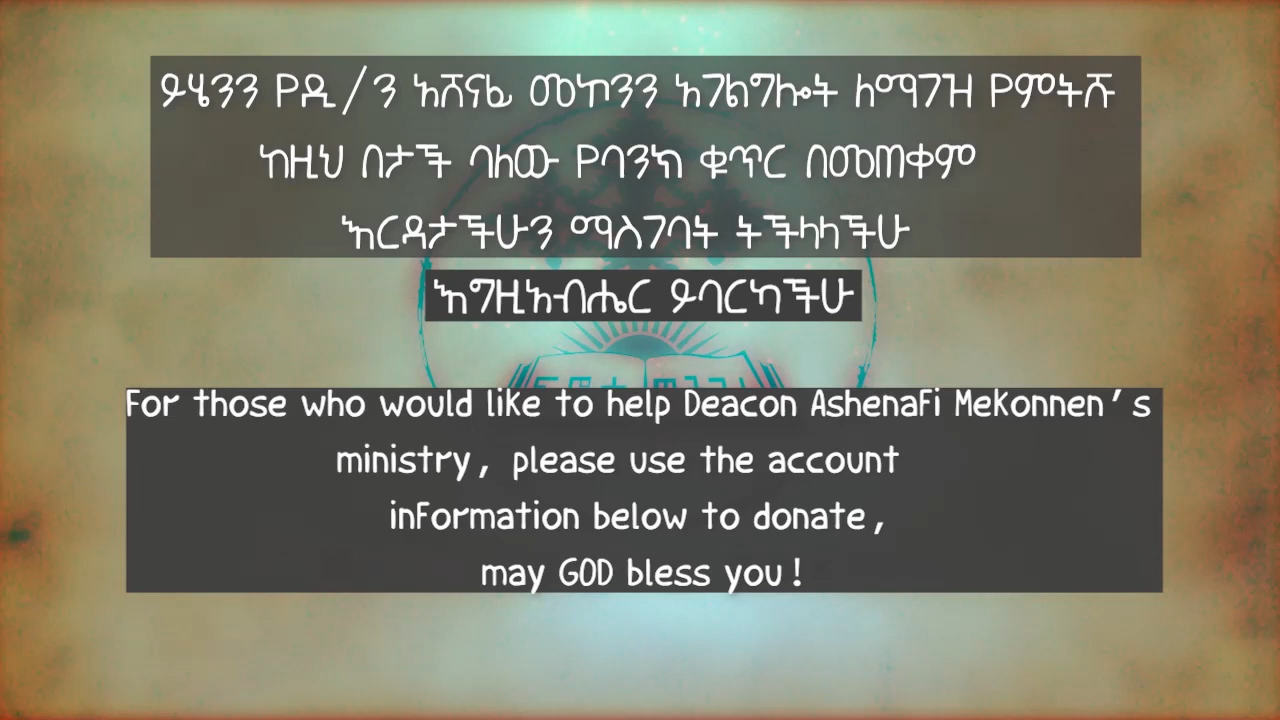 ይሄንን የዲ/ን አሸናፊ መኮንን አገልግሎት ለማገዝ የምትሹ
ከዚህ በታች ባለው የባንክ ቁጥር በመጠቀም
እርዳታችሁን ማስገባት ትችላላችሁ
እግዚአብሔር ይባርካችሁ
For those who would like to help Deacon Ashenafi Mekonnen's
ministry, please use the account
information below to donate,
may GOD bless you!